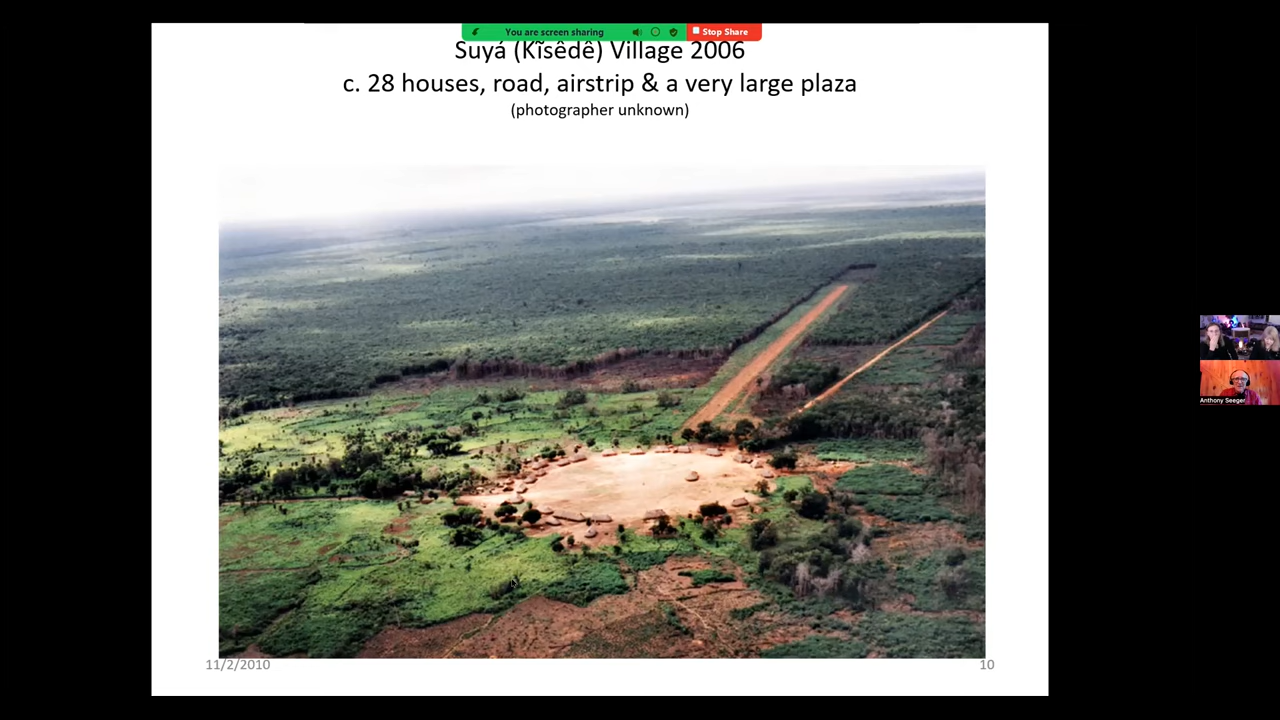 You are screen sharing
Stop Share
Suyá (Kĩsêdê) Village 2006
c. 28 houses, road, airstrip & a very large plaza
(photographer unknown)
Anthony Seeger
11/2/2010
10